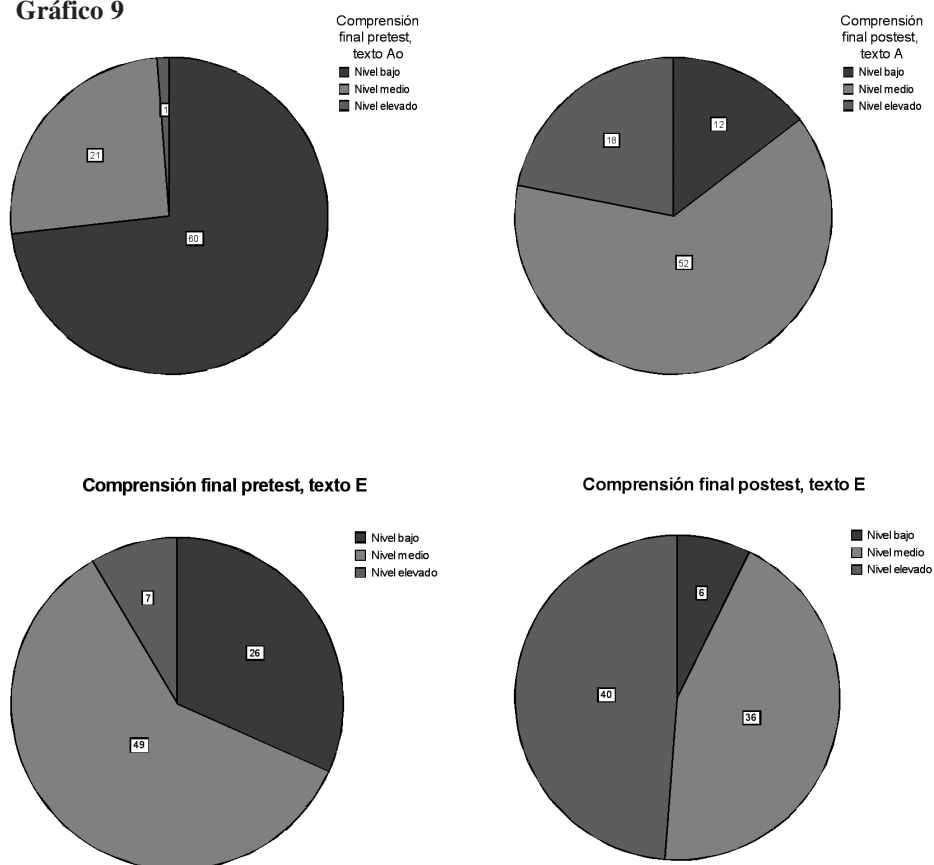 Gráfico 9
Comprensión
final pretest,
texto Ao
Nivel bajo
Nivel medio
Nivel elevado
1
21
60
Comprensión
final postest,
texto A
Nivel bajo
Nivel medio
Nivel elevado
18
12
52
Comprensión final pretest, texto E
Nivel bajo
Nivel medio
Nivel elevado
7
26
49
Comprensión final postest, texto E
Nivel bajo
Nivel medio
Nivel elevado
6
40
36